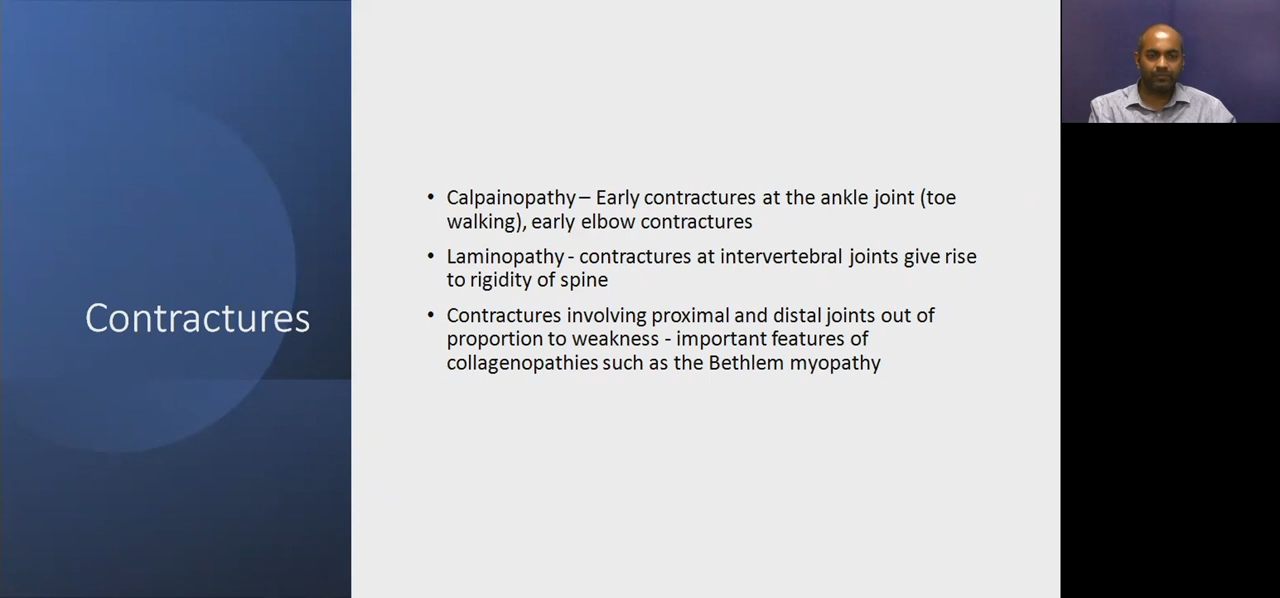 Contractures
• Calpainopathy – Early contractures at the ankle joint (toe
walking), early elbow contractures
• Laminopathy - contractures at intervertebral joints give rise
to rigidity of spine
• Contractures involving proximal and distal joints out of
proportion to weakness - important features of
collagenopathies such as the Bethlem myopathy